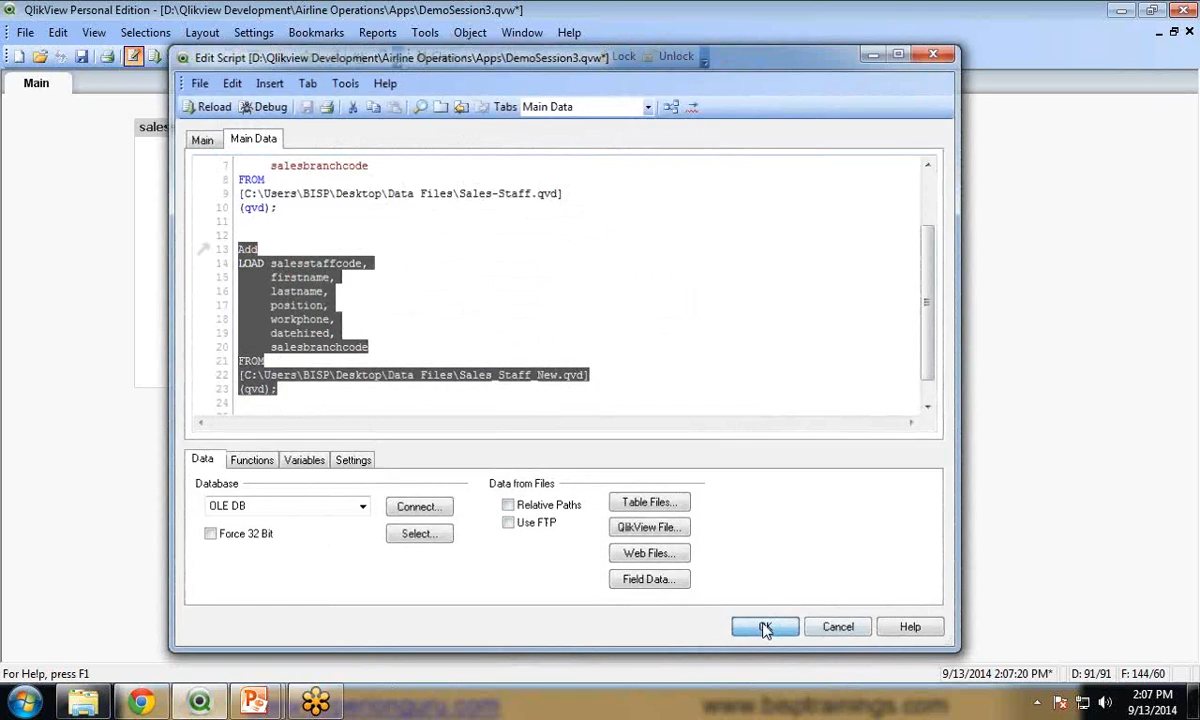 QlikView Personal Edition - [D:\Qlikview Development\Airline Operations\Apps\DemoSession3.qvw*]
File Edit View Selections Layout Settings Bookmarks Reports Tools Object Window Help
Edit Script [D:\Qlikview Development\Airline Operations\Apps\DemoSession3.qvw*] Lock Unlock
Main
File Edit Insert Tab Tools Help
Reload Debug Tabs Main Data
sales
Main Main Data
7 salesbranchcode
8 FROM
9 [C:\Users\BISP\Desktop\Data Files\Sales-Staff.qvd]
10 (qvd);
11
12
13 Add
14 LOAD salesstaffcode,
15 firstname,
16 lastname,
17 position,
18 workphone,
19 datehired,
20 salesbranchcode
21 FROM
22 [C:\Users\BISP\Desktop\Data Files\Sales_Staff_New.qvd]
23 (qvd);
24
Data Functions Variables Settings
Database
OLE DB Connect...
Force 32 Bit Select...
Data from Files
Relative Paths Table Files...
Use FTP QlikView File...
Web Files...
Field Data...
OK Cancel Help
For Help, press F1 9/13/2014 2:07:20 PM* D: 91/91 F: 144/60
www.bisptrainings.com
2:07 PM
9/13/2014